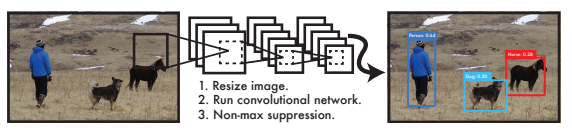 1. Resize image.
2. Run convolutional network.
3. Non-max suppression.
Person: 0.64
Horse: 0.28
Dog: 0.30